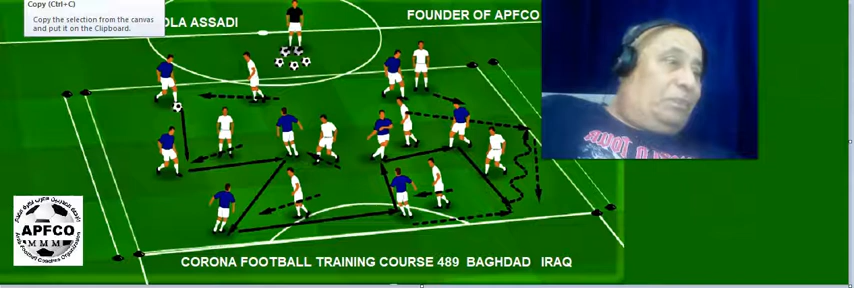 Copy (Ctrl+C)
Copy the selection from the canvas
and put it on the Clipboard.
OLA ASSADI
FOUNDER OF APFCO
APFCO
MMM
CORONA FOOTBALL TRAINING COURSE 489 BAGHDAD IRAQ